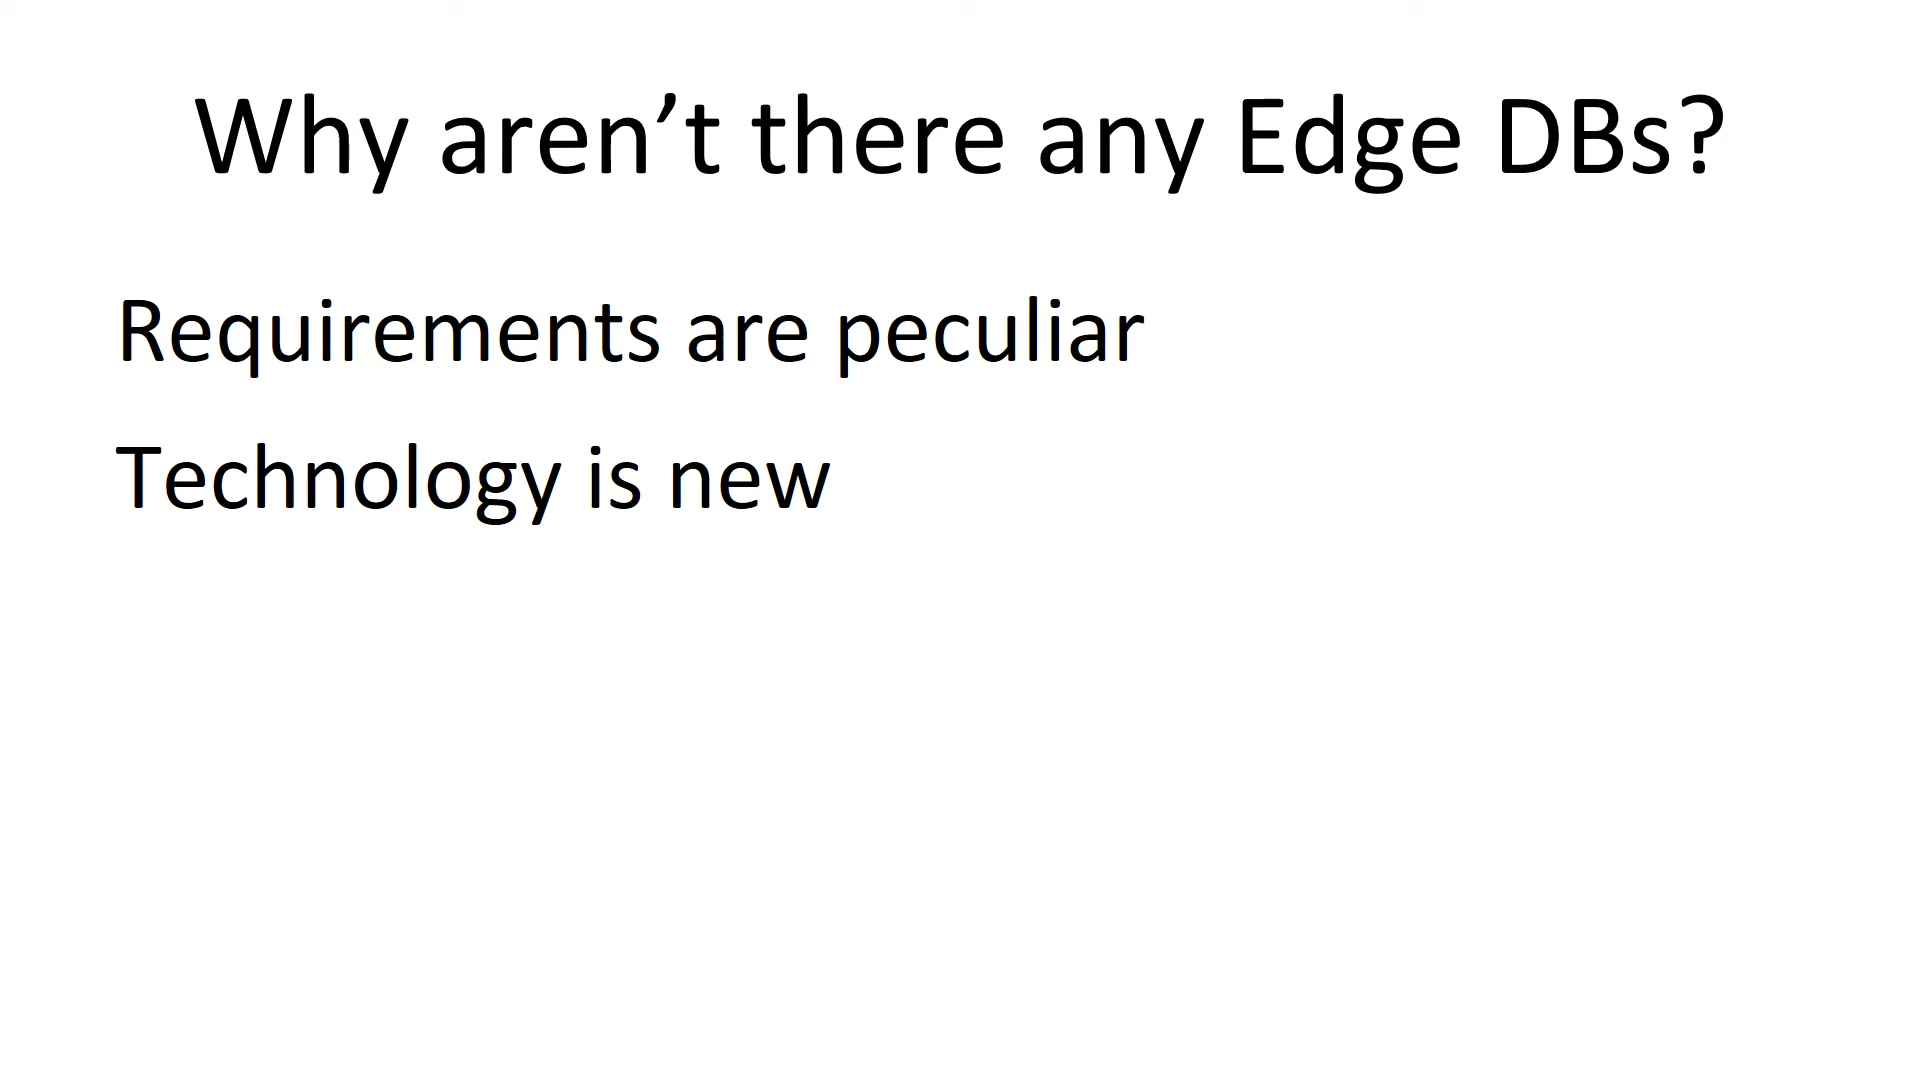 Why aren’t there any Edge DBs?
Requirements are peculiar
Technology is new